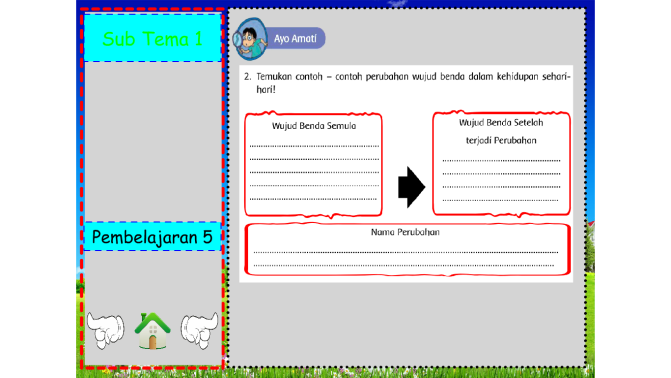 Sub Tema 1
Pembelajaran 5
Ayo Amati
2. Temukan contoh – contoh perubahan wujud benda dalam kehidupan sehari-
hari!
Wujud Benda Semula
Wujud Benda Setelah
terjadi Perubahan
Nama Perubahan